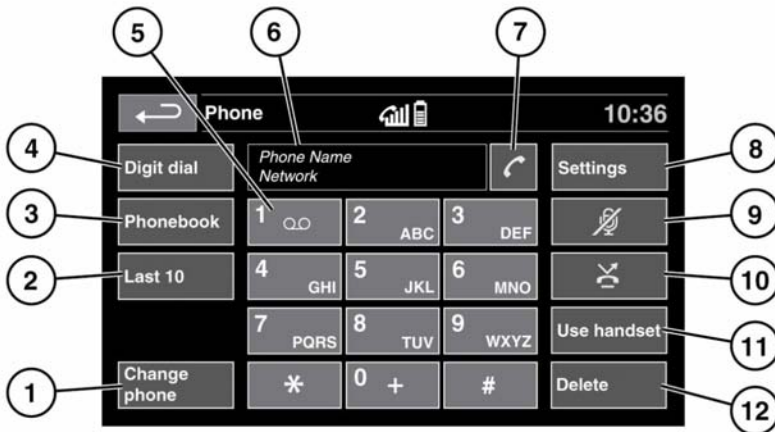 5
6
7
Phone
10:36
4
Digit dial
Phone Name
Network
Settings
8
3
Phonebook
1
2 ABC
3 DEF
9
2
Last 10
4 GHI
5 JKL
6 MNO
10
7 PQRS
8 TUV
9 WXYZ
Use handset
11
1
Change
phone
*
0 +
#
Delete
12